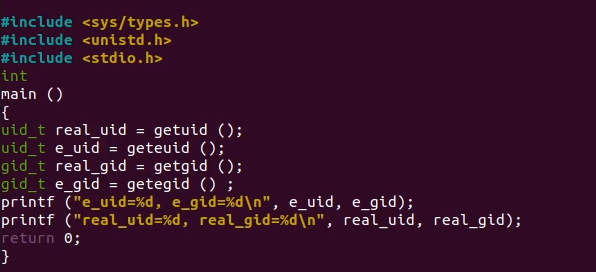 #include <sys/types.h>
#include <unistd.h>
#include <stdio.h>
int
main ()
{
uid_t real_uid = getuid ();
uid_t e_uid = geteuid ();
gid_t real_gid = getgid ();
gid_t e_gid = getegid () ;
printf ("e_uid=%d, e_gid=%d\n", e_uid, e_gid);
printf ("real_uid=%d, real_gid=%d\n", real_uid, real_gid);
return 0;
}